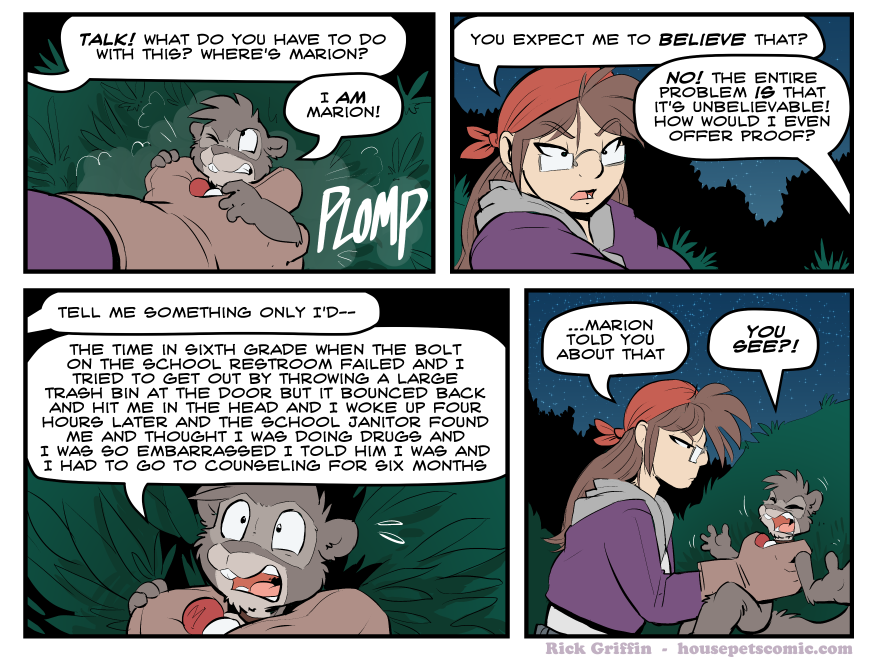 TALK! WHAT DO YOU HAVE TO DO
WITH THIS? WHERE'S MARION?
I AM
MARION!
PLOMP
YOU EXPECT ME TO BELIEVE THAT?
NO! THE ENTIRE
PROBLEM IS THAT
IT'S UNBELIEVABLE!
HOW WOULD I EVEN
OFFER PROOF?
TELL ME SOMETHING ONLY I'D--
THE TIME IN SIXTH GRADE WHEN THE BOLT
ON THE SCHOOL RESTROOM FAILED AND I
TRIED TO GET OUT BY THROWING A LARGE
TRASH BIN AT THE DOOR BUT IT BOUNCED BACK
AND HIT ME IN THE HEAD AND I WOKE UP FOUR
HOURS LATER AND THE SCHOOL JANITOR FOUND
ME AND THOUGHT I WAS DOING DRUGS AND
I WAS SO EMBARRASSED I TOLD HIM I WAS AND
I HAD TO GO TO COUNSELING FOR SIX MONTHS
...MARION
TOLD YOU
ABOUT THAT
YOU
SEE?!
Rick Griffin - housepetscomic.com